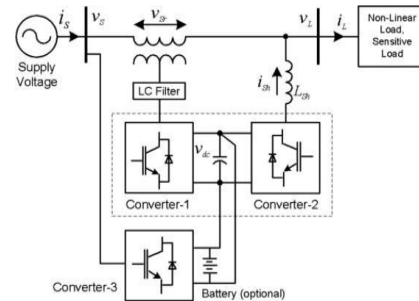 i_S
v_S
v_Sr
v_L
i_L
Non-Linear
Load,
Sensitive
Load
Supply
Voltage
LC Filter
i_Sh
L_Sh
v_dc
Converter-1
Converter-2
Converter-3
Battery (optional)